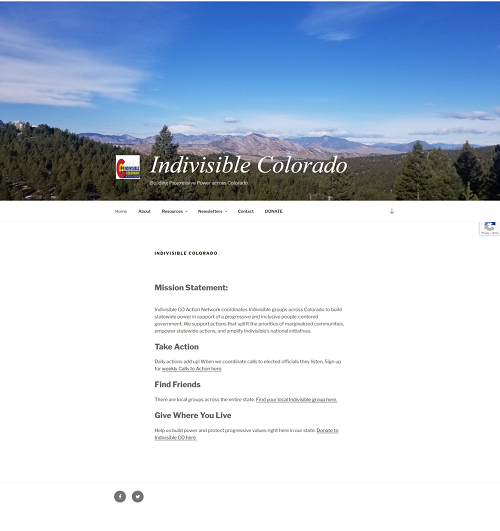 Indivisible Colorado
Building Progressive Power across Colorado
Home About Resources Newsletters Contact DONATE
INDIVISIBLE COLORADO
Mission Statement:
Indivisible CO Action Network coordinates Indivisible groups across Colorado to build
statewide power in support of a progressive and inclusive people-centered
government. We support actions that uplift the priorities of marginalized communities,
empower statewide actions, and amplify Indivisible's national initiatives.
Take Action
Daily actions add up! When we coordinate calls to elected officials they listen. Sign up
for weekly Calls to Action here.
Find Friends
There are local groups across the entire state. Find your local Indivisible group here.
Give Where You Live
Help us build power and protect progressive values right here in our state. Donate to
Indivisible CO here.